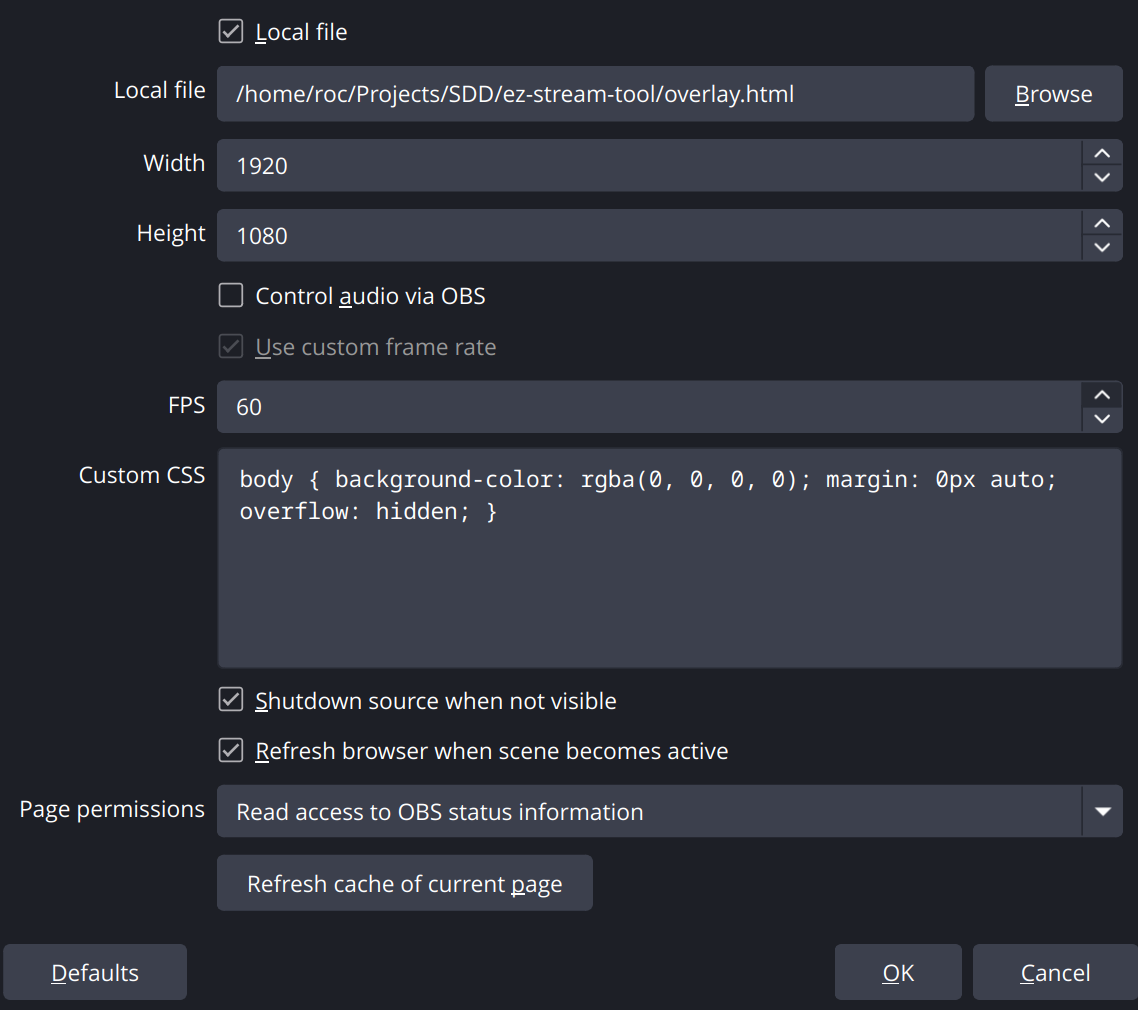 Local file
Local file /home/roc/Projects/SDD/ez-stream-tool/overlay.html Browse
Width 1920
Height 1080
Control audio via OBS
Use custom frame rate
FPS 60
Custom CSS body { background-color: rgba(0, 0, 0, 0); margin: 0px auto;
overflow: hidden; }
Shutdown source when not visible
Refresh browser when scene becomes active
Page permissions Read access to OBS status information
Refresh cache of current page
Defaults OK Cancel